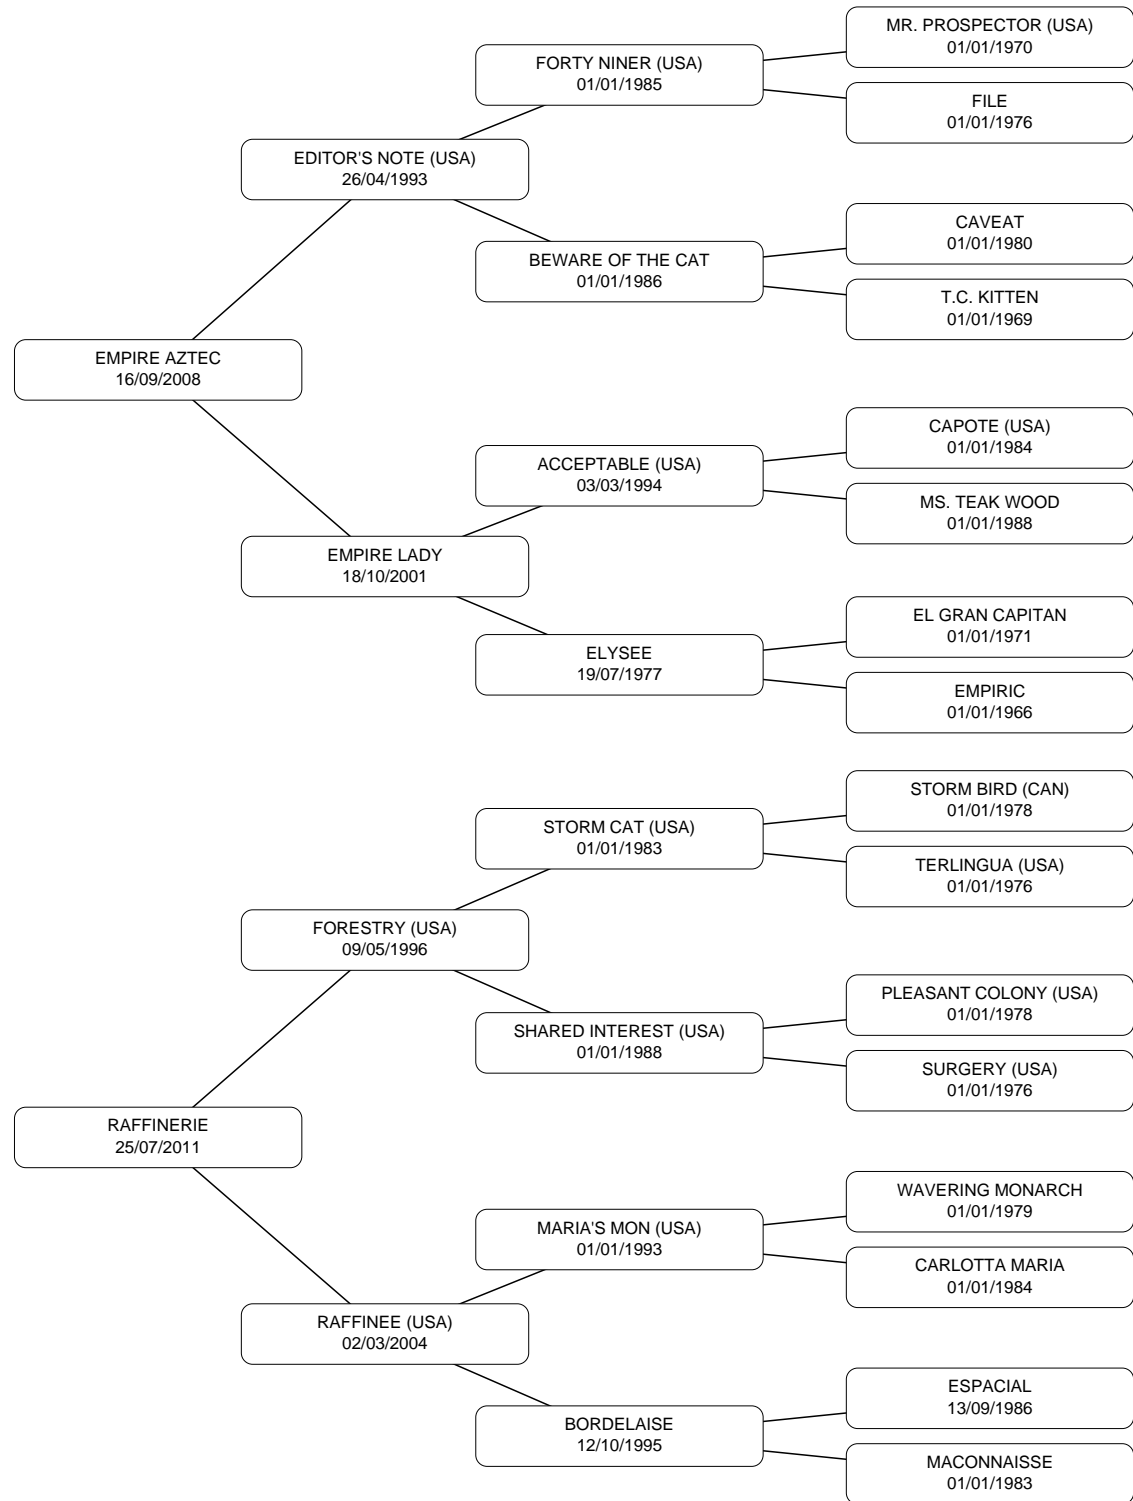 MR. PROSPECTOR (USA)
01/01/1970
FORTY NINER (USA)
01/01/1985
FILE
01/01/1976
EDITOR'S NOTE (USA)
26/04/1993
CAVEAT
01/01/1980
BEWARE OF THE CAT
01/01/1986
T.C. KITTEN
01/01/1969
EMPIRE AZTEC
16/09/2008
CAPOTE (USA)
01/01/1984
ACCEPTABLE (USA)
03/03/1994
MS. TEAK WOOD
01/01/1988
EMPIRE LADY
18/10/2001
EL GRAN CAPITAN
01/01/1971
ELYSEE
19/07/1977
EMPIRIC
01/01/1966
STORM BIRD (CAN)
01/01/1978
STORM CAT (USA)
01/01/1983
TERLINGUA (USA)
01/01/1976
FORESTRY (USA)
09/05/1996
PLEASANT COLONY (USA)
01/01/1978
SHARED INTEREST (USA)
01/01/1988
SURGERY (USA)
01/01/1976
RAFFINERIE
25/07/2011
WAVERING MONARCH
01/01/1979
MARIA'S MON (USA)
01/01/1993
CARLOTTA MARIA
01/01/1984
RAFFINEE (USA)
02/03/2004
ESPACIAL
13/09/1986
BORDELAISE
12/10/1995
MACONNAISSE
01/01/1983